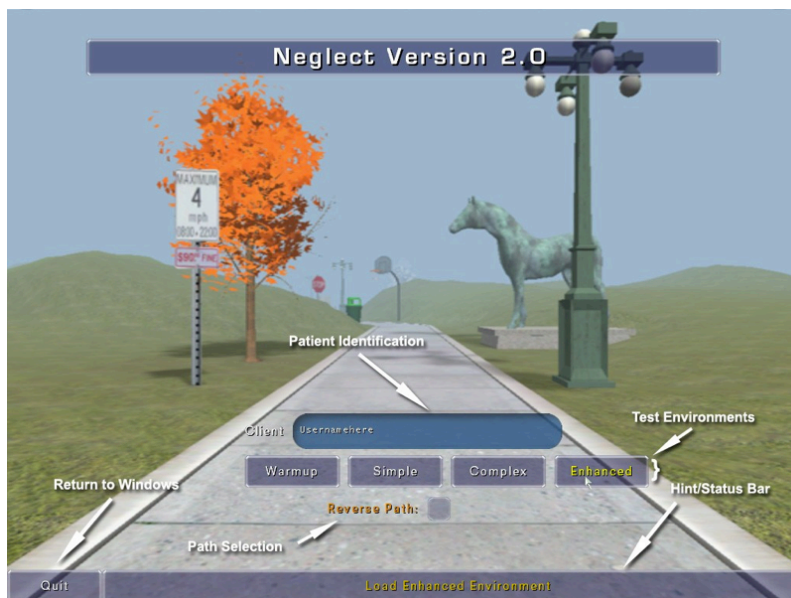 Neglect Version 2.0
MAXIMUM
4
mph
0800 - 2200
$90 FINE
Patient Identification
Client
Usernamehere
Test Environments
Warmup
Simple
Complex
Enhanced
}
Return to Windows
Hint/Status Bar
Reverse Path:
Path Selection
Quit
Load Enhanced Environment